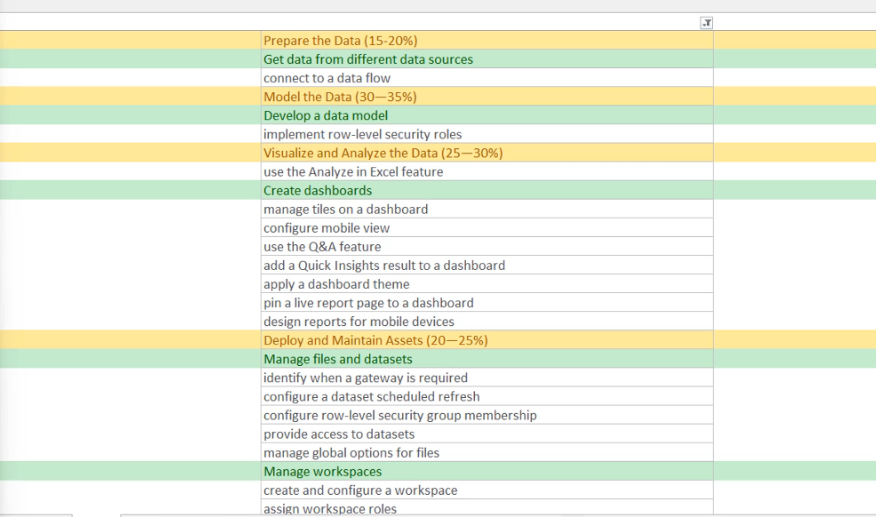 Prepare the Data (15-20%)
Get data from different data sources
connect to a data flow
Model the Data (30—35%)
Develop a data model
implement row-level security roles
Visualize and Analyze the Data (25—30%)
use the Analyze in Excel feature
Create dashboards
manage tiles on a dashboard
configure mobile view
use the Q&A feature
add a Quick Insights result to a dashboard
apply a dashboard theme
pin a live report page to a dashboard
design reports for mobile devices
Deploy and Maintain Assets (20—25%)
Manage files and datasets
identify when a gateway is required
configure a dataset scheduled refresh
configure row-level security group membership
provide access to datasets
manage global options for files
Manage workspaces
create and configure a workspace
assign workspace roles